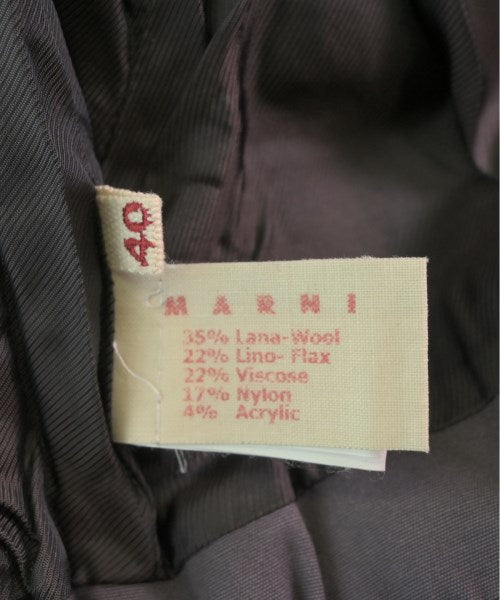 40
MARNI
35% Lana-Wool
22% Lino- Flax
22% Viscose
17% Nylon
4% Acrylic